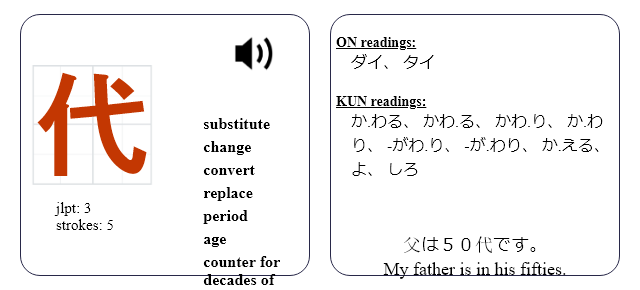 代
jlpt: 3
strokes: 5
substitute
change
convert
replace
period
age
counter for
decades of
ON readings:
ダイ、 タイ
KUN readings:
か.わる、 かわ.る、 かわ.り、 か.わ
り、 -がわ.り、 -が.わり、 か.える、
よ、 しろ
父は５０代です。
My father is in his fifties.